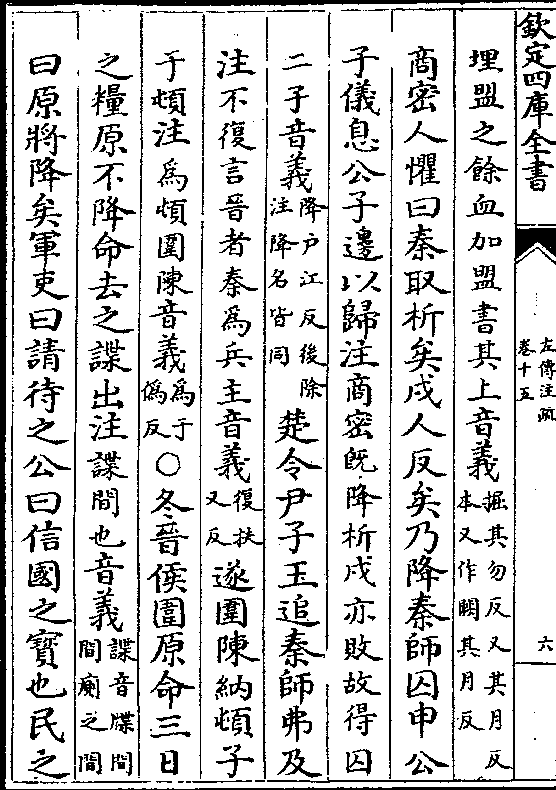 欽定四庫全書
左傳注疏
卷十五
六
埋盟之餘血加盟書其上音義掘其勿反又其月反本又作闕其月反
商密人懼曰秦取析矣戍人反矣乃降秦師囚申公
子儀息公子邊以歸注商密旣降析戍亦敗故得囚
二子音義降户江反後除注降名皆同楚令尹子玉追秦師弗及
注不復言晉者秦為兵主音義復扶又反遂圍陳納頓子
于頓注為頓圍陳音義為于僞反○冬晉侯圍原命三日
之糧原不降命去之諜出注諜間也音義諜音牒間間廁之間
曰原將降矣軍吏曰請待之公曰信國之寶也民之